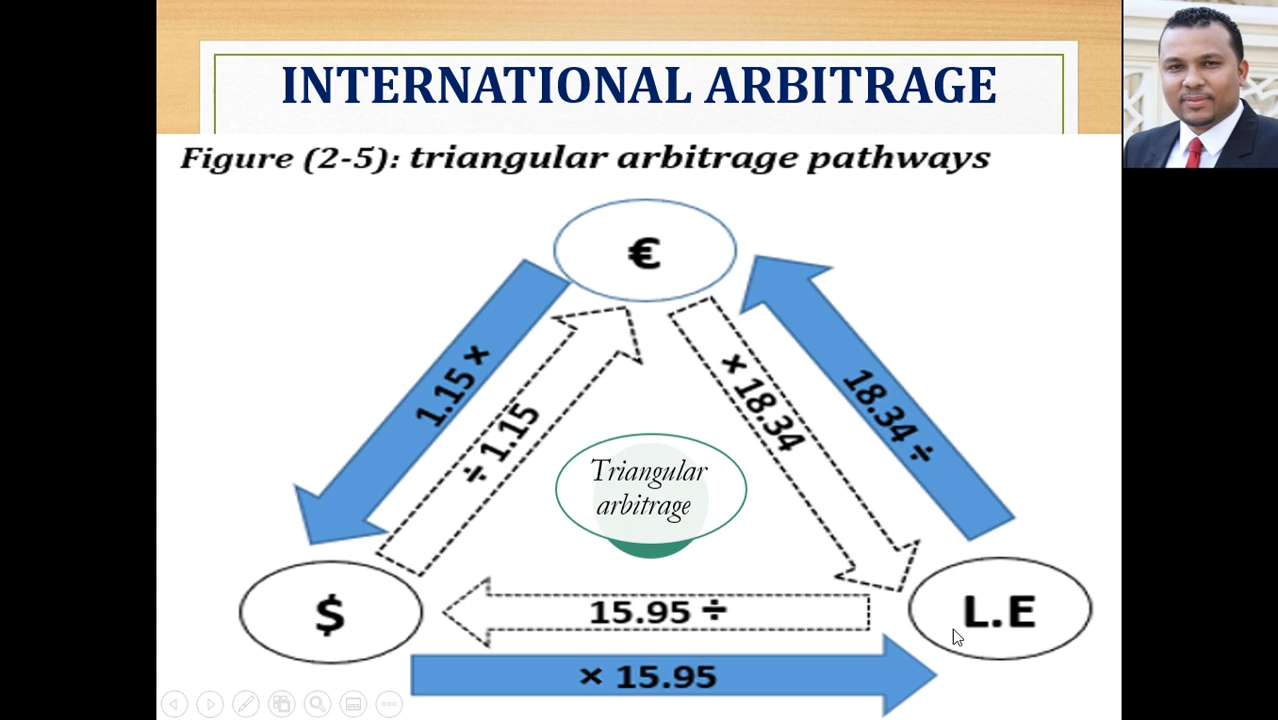 INTERNATIONAL ARBITRAGE
Figure (2-5): triangular arbitrage pathways
€
1.15 ×
÷ 1.15
× 18.34
18.34 ÷
Triangular
arbitrage
$
15.95 ÷
L.E
× 15.95